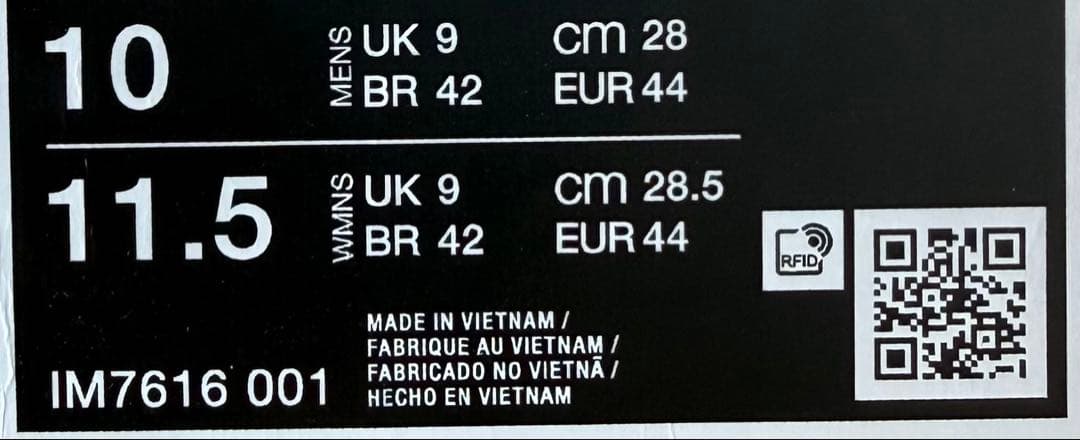 10 MENS UK 9 cm 28
BR 42 EUR 44
11.5 WMNS UK 9 cm 28.5
BR 42 EUR 44
RFID
MADE IN VIETNAM /
FABRIQUE AU VIETNAM /
FABRICADO NO VIETNÃ /
HECHO EN VIETNAM
IM7616 001